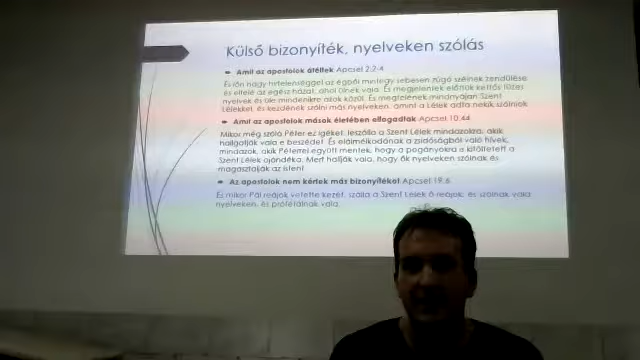 Külső bizonyíték, nyelveken szólás
Amit az apostolok átéltek Apcsel 2:2-4
És lőn nagy hirtelenséggel az égből mintegy sebesen zúgó szélnek zendülése
és eltelé az egész házat, ahol ülnek vala. És megjelentek előttük kettős tüzes
nyelvek és üle mindenikre azok közül. És megtelének mindnyájan Szent
Lélekkel, és kezdének szólni más nyelveken, amint a Lélek adta nékik szólniok
Amit az apostolok mások életében elfogadtak Apcsel 10:44
Mikor még szólá Péter ez igéket, leszálla a Szent Lélek mindazokra, akik
hallgatják vala e beszédet. És elálmélkodának a zsidóságból való hívek,
mindazok, akik Péterrel együtt mentek, hogy a pogányokra is kitöltetett a
Szent Lélek ajándéka. Mert hallják vala, hogy ők nyelveken szólnak és
magasztalják az Istent
Az apostolok nem kértek más bizonyítékot Apcsel 19:6
És mikor Pál reájok vetette kezét, szálla a Szent Lélek ő reájok; és szólnak vala
nyelveken, és prófétálnak vala